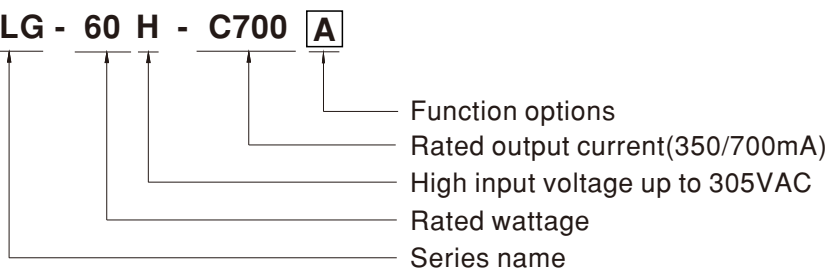 LG - 60 H - C700 A
Function options
Rated output current(350/700mA)
High input voltage up to 305VAC
Rated wattage
Series name